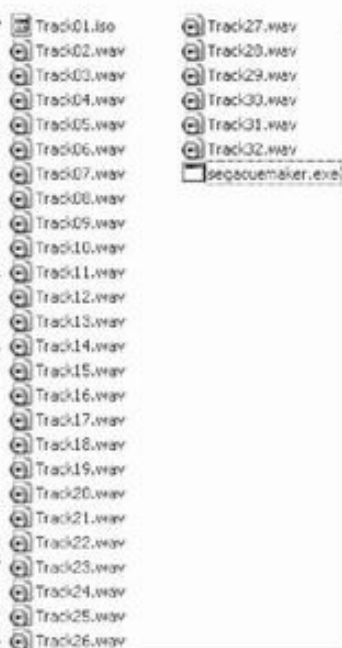 Track01.iso
Track02.wav
Track03.wav
Track04.wav
Track05.wav
Track06.wav
Track07.wav
Track08.wav
Track09.wav
Track10.wav
Track11.wav
Track12.wav
Track13.wav
Track14.wav
Track15.wav
Track16.wav
Track17.wav
Track18.wav
Track19.wav
Track20.wav
Track21.wav
Track22.wav
Track23.wav
Track24.wav
Track25.wav
Track26.wav
Track27.wav
Track28.wav
Track29.wav
Track30.wav
Track31.wav
Track32.wav
segacuemaker.exe